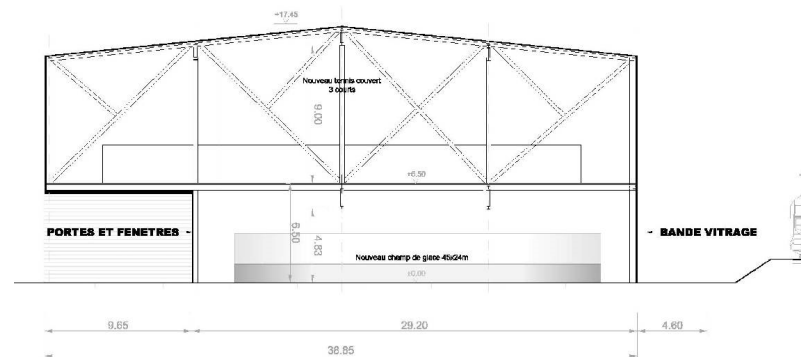 +17.45
Nouveau tennis couvert
3 courts
9.00
+6.50
6.50
4.83
PORTES ET FENETRES
BANDE VITRAGE
Nouveau champ de glace 45x24m
±0.00
9.65
29.20
4.60
38.85